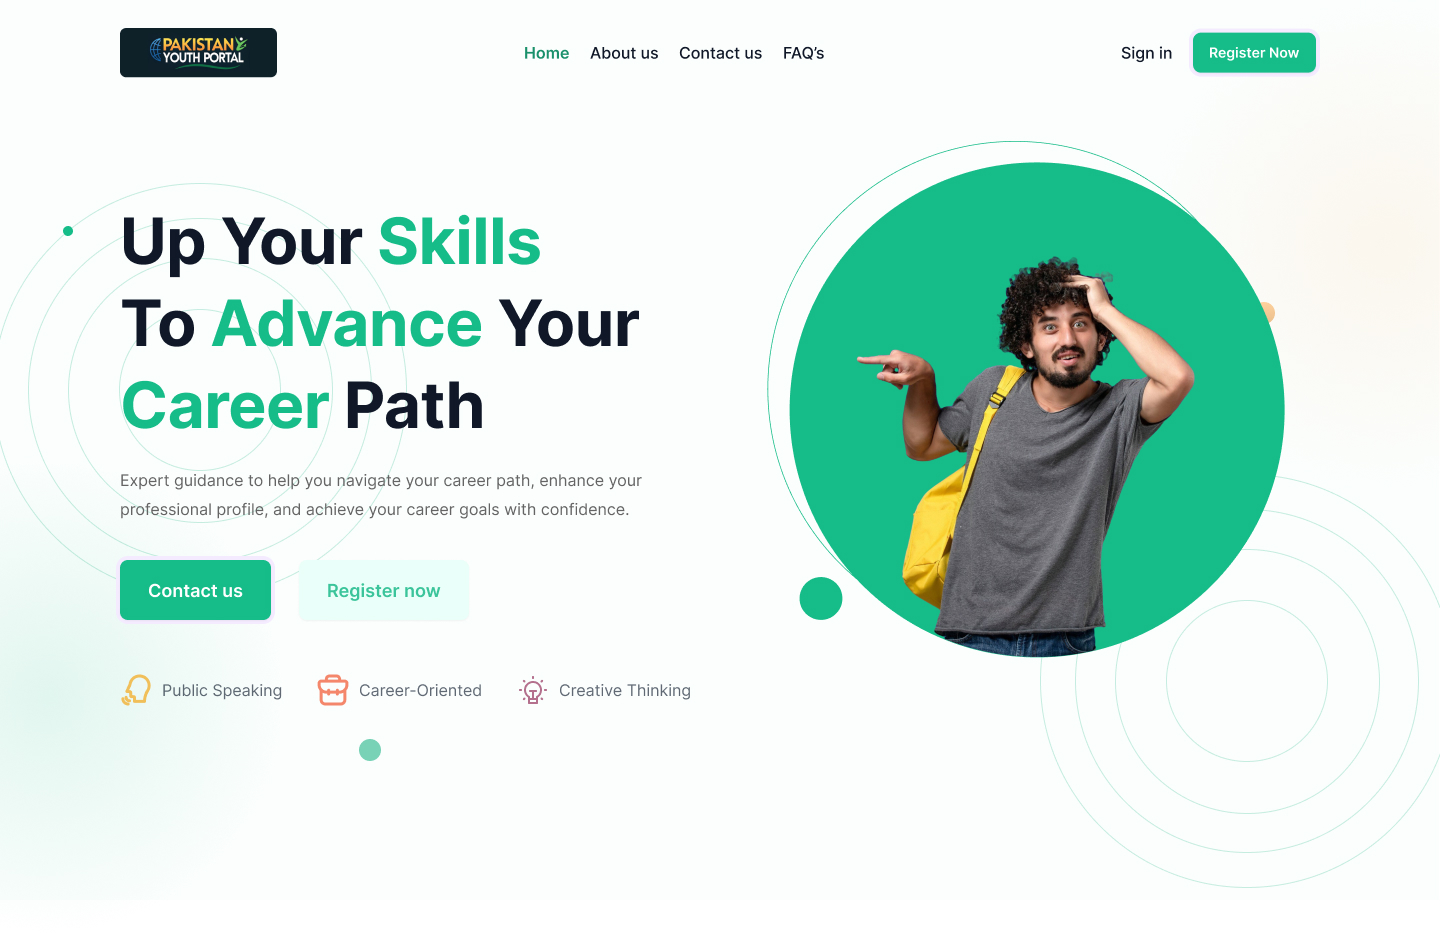 PAKISTAN
YOUTH PORTAL
Home About us Contact us FAQ’s
Sign in Register Now
Up Your Skills
To Advance Your
Career Path
Expert guidance to help you navigate your career path, enhance your
professional profile, and achieve your career goals with confidence.
Contact us Register now
Public Speaking Career-Oriented Creative Thinking